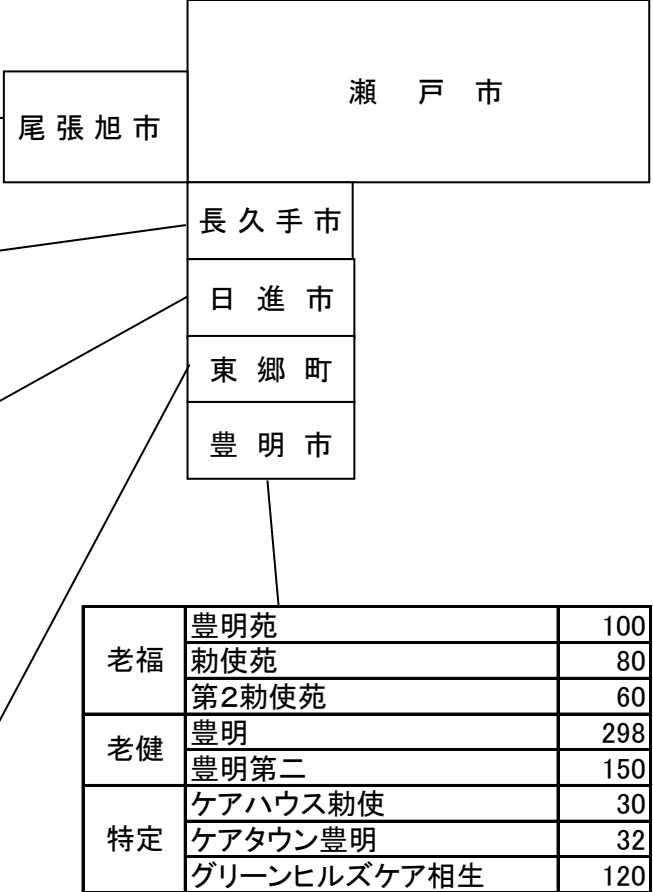 瀬 戸 市
尾張旭市
長久手市
日 進 市
東 郷 町
豊 明 市
老福
豊明苑 100
勅使苑 80
第2勅使苑 60
老健
豊明 298
豊明第二 150
特定
ケアハウス勅使 30
ケアタウン豊明 32
グリーンヒルズケア相生 120